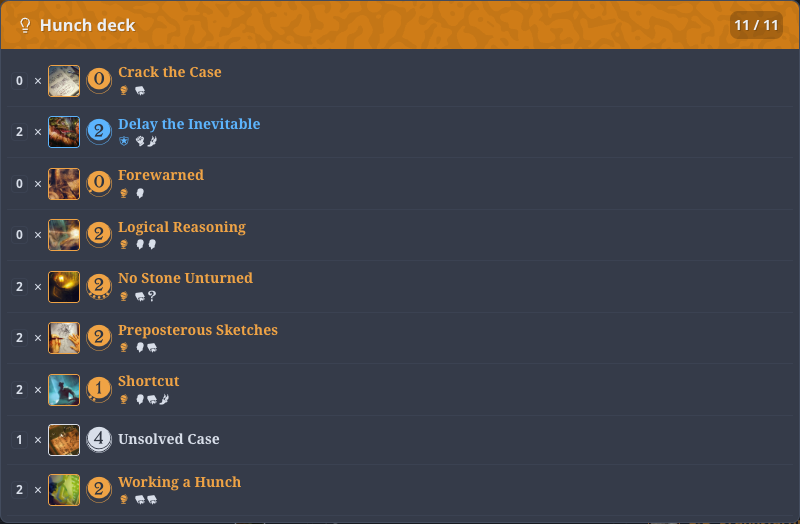 Hunch deck
11 / 11
0 × 0 Crack the Case
2 × 2 Delay the Inevitable
0 × 0 Forewarned
0 × 2 Logical Reasoning
2 × 2 No Stone Unturned
?
2 × 2 Preposterous Sketches
2 × 1 Shortcut
1 × 4 Unsolved Case
2 × 2 Working a Hunch